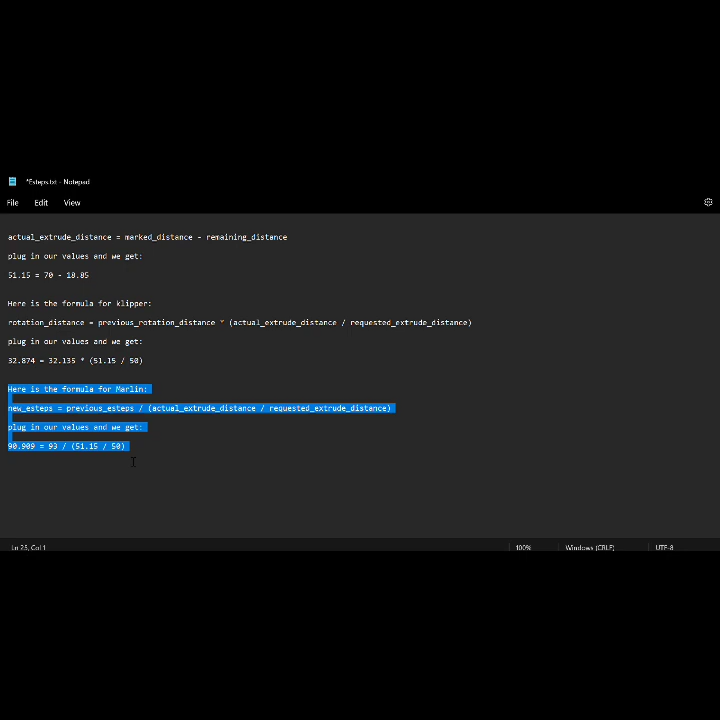 *Esteps.txt - Notepad
File Edit View
actual_extrude_distance = marked_distance - remaining_distance
plug in our values and we get:
51.15 = 70 - 18.85
Here is the formula for klipper:
rotation_distance = previous_rotation_distance * (actual_extrude_distance / requested_extrude_distance)
plug in our values and we get:
32.874 = 32.135 * (51.15 / 50)
Here is the formula for Marlin:
new_esteps = previous_esteps / (actual_extrude_distance / requested_extrude_distance)
plug in our values and we get:
90.909 = 93 / (51.15 / 50)
Ln 25, Col 1 100% Windows (CRLF) UTF-8